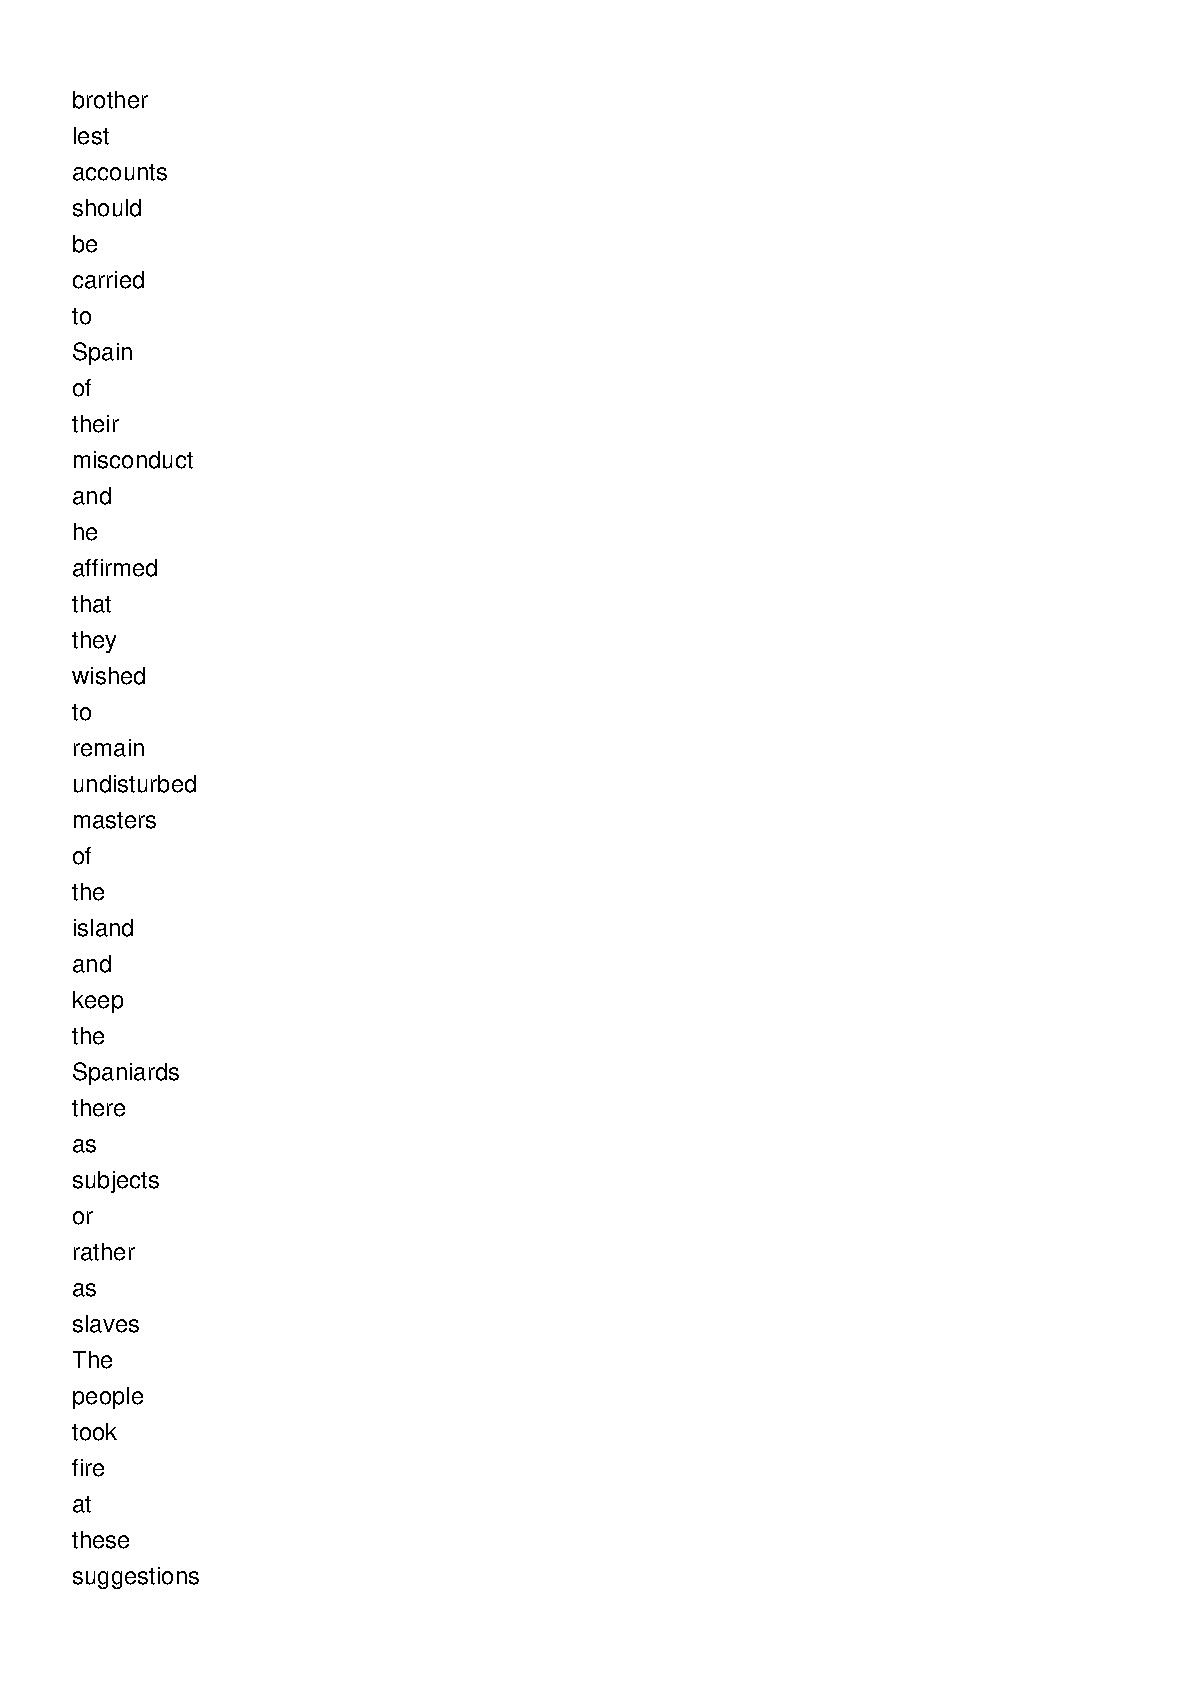 brother
lest
accounts
should
be
carried
to
Spain
of
their
misconduct
and
he
affirmed
that
they
wished
to
remain
undisturbed
masters
of
the
island
and
keep
the
Spaniards
there
as
subjects
or
rather
as
slaves
The
people
took
fire
at
these
suggestions